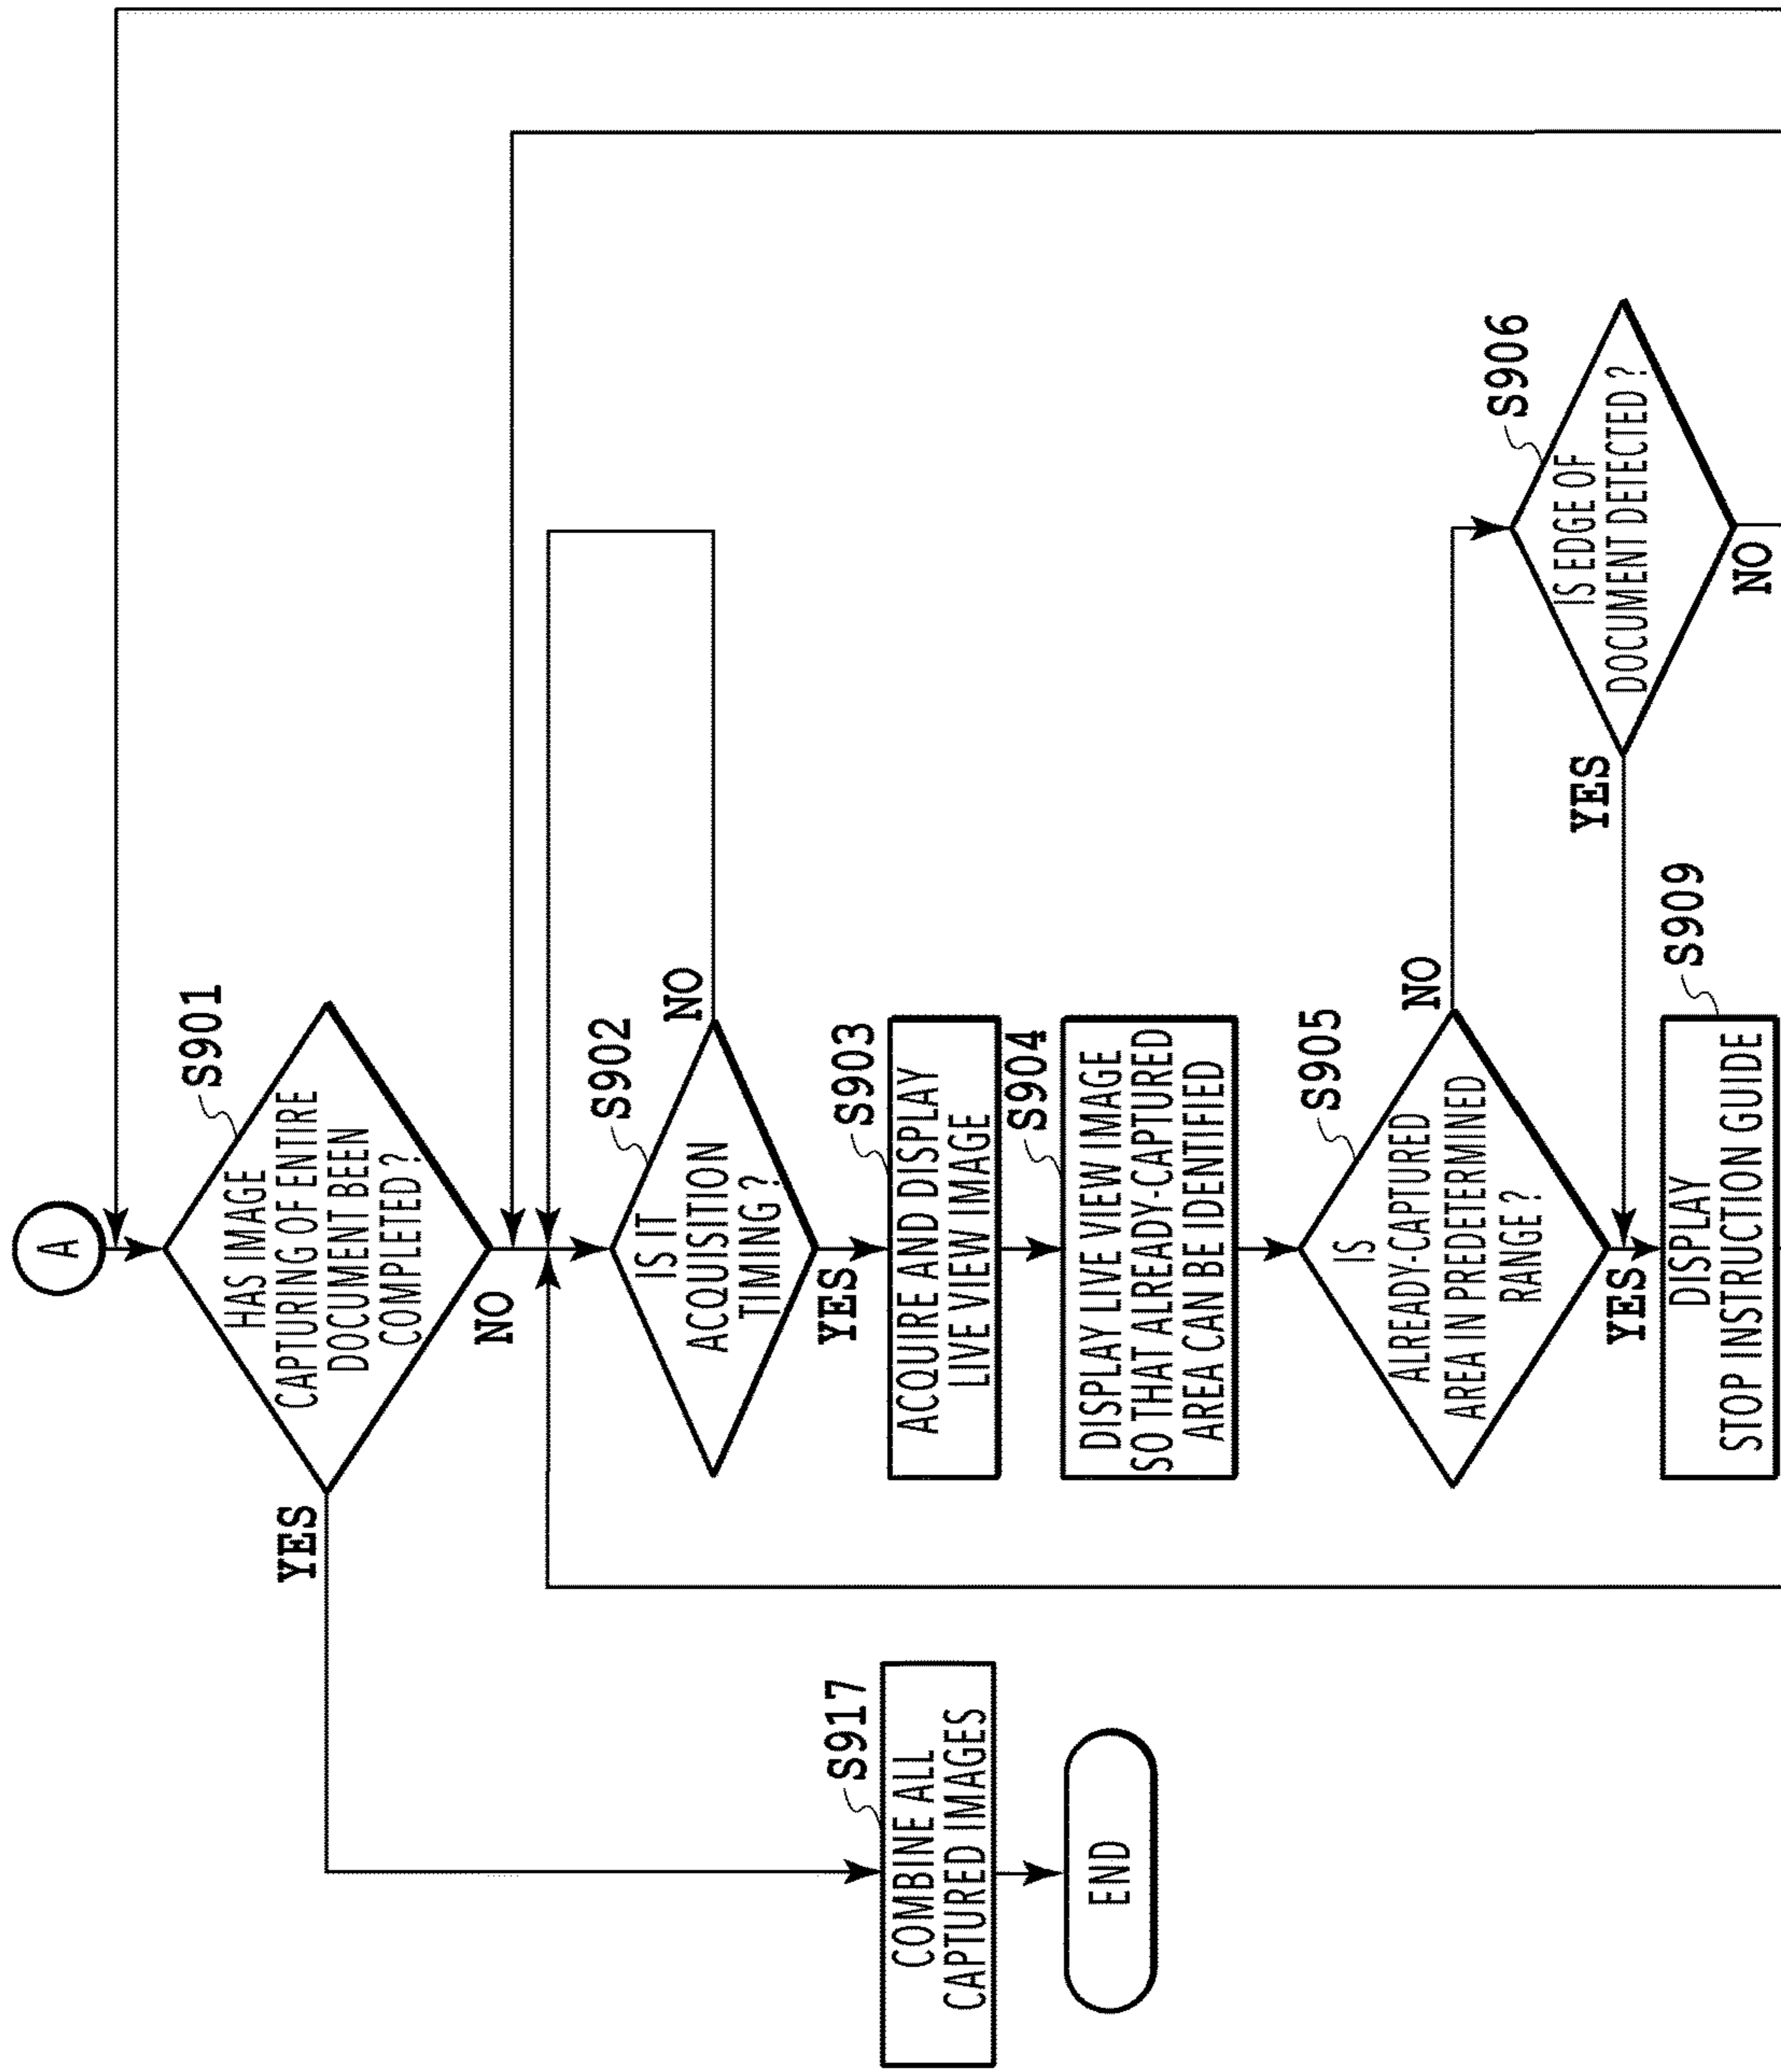 A
S901
HAS IMAGE
CAPTURING OF ENTIRE
DOCUMENT BEEN
COMPLETED ?
YES
NO
S902
IS IT
ACQUISITION
TIMING ?
NO
YES
S903
ACQUIRE AND DISPLAY
LIVE VIEW IMAGE
S904
DISPLAY LIVE VIEW IMAGE
SO THAT ALREADY-CAPTURED
AREA CAN BE IDENTIFIED
S905
IS
ALREADY-CAPTURED
AREA IN PREDETERMINED
RANGE ?
NO
YES
S906
IS EDGE OF
DOCUMENT DETECTED ?
YES
NO
S909
DISPLAY
STOP INSTRUCTION GUIDE
S917
COMBINE ALL
CAPTURED IMAGES
END